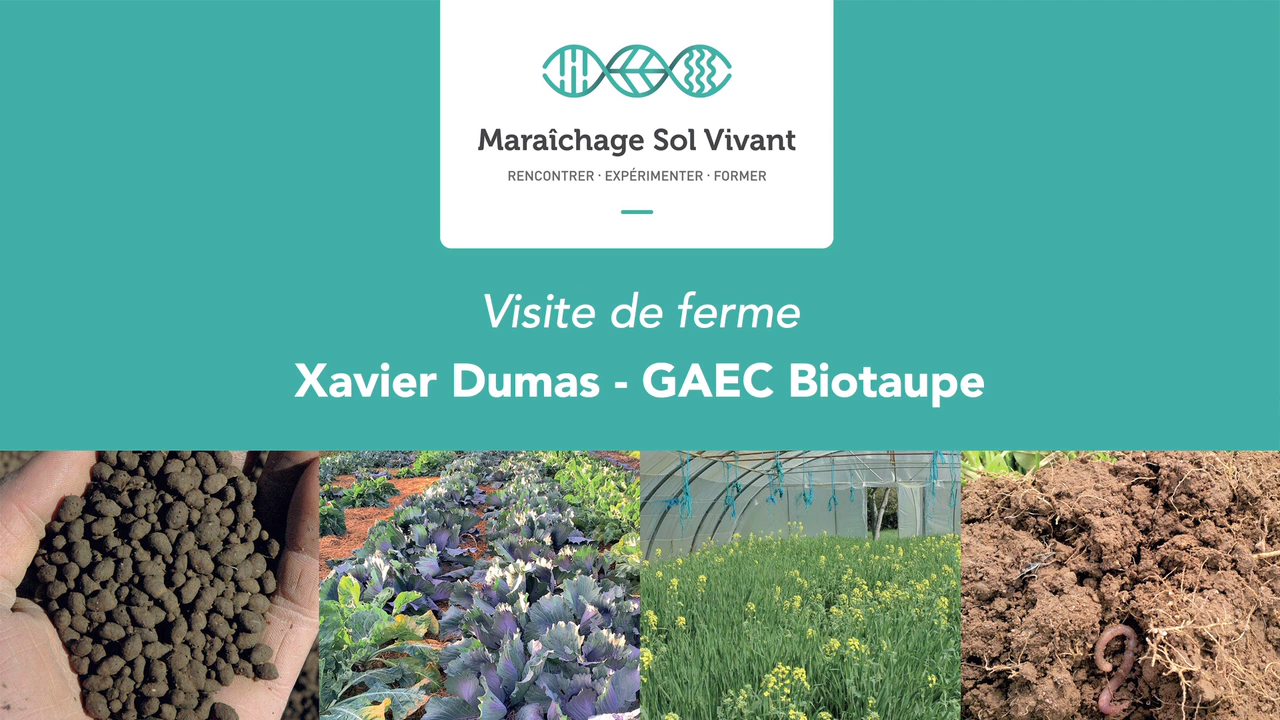 Maraîchage Sol Vivant
RENCONTRER · EXPÉRIMENTER · FORMER
Visite de ferme
Xavier Dumas - GAEC Biotaupe